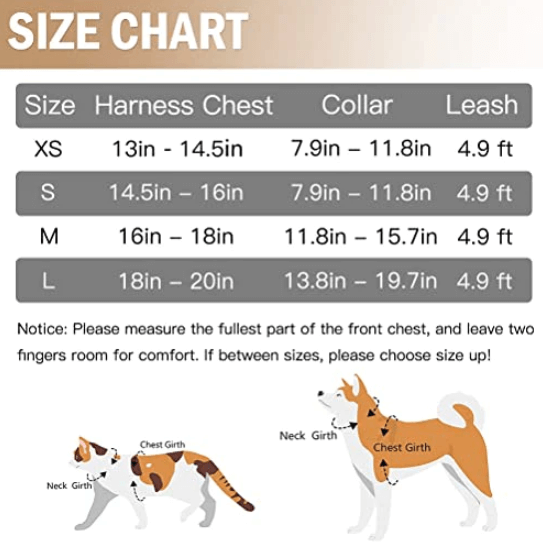 SIZE CHART
Size Harness Chest Collar Leash
XS 13in - 14.5in 7.9in – 11.8in 4.9 ft
S 14.5in – 16in 7.9in – 11.8in 4.9 ft
M 16in – 18in 11.8in – 15.7in 4.9 ft
L 18in – 20in 13.8in – 19.7in 4.9 ft
Notice: Please measure the fullest part of the front chest, and leave two
fingers room for comfort. If between sizes, please choose size up!
Chest Girth
Neck Girth
Neck Girth
Chest Girth